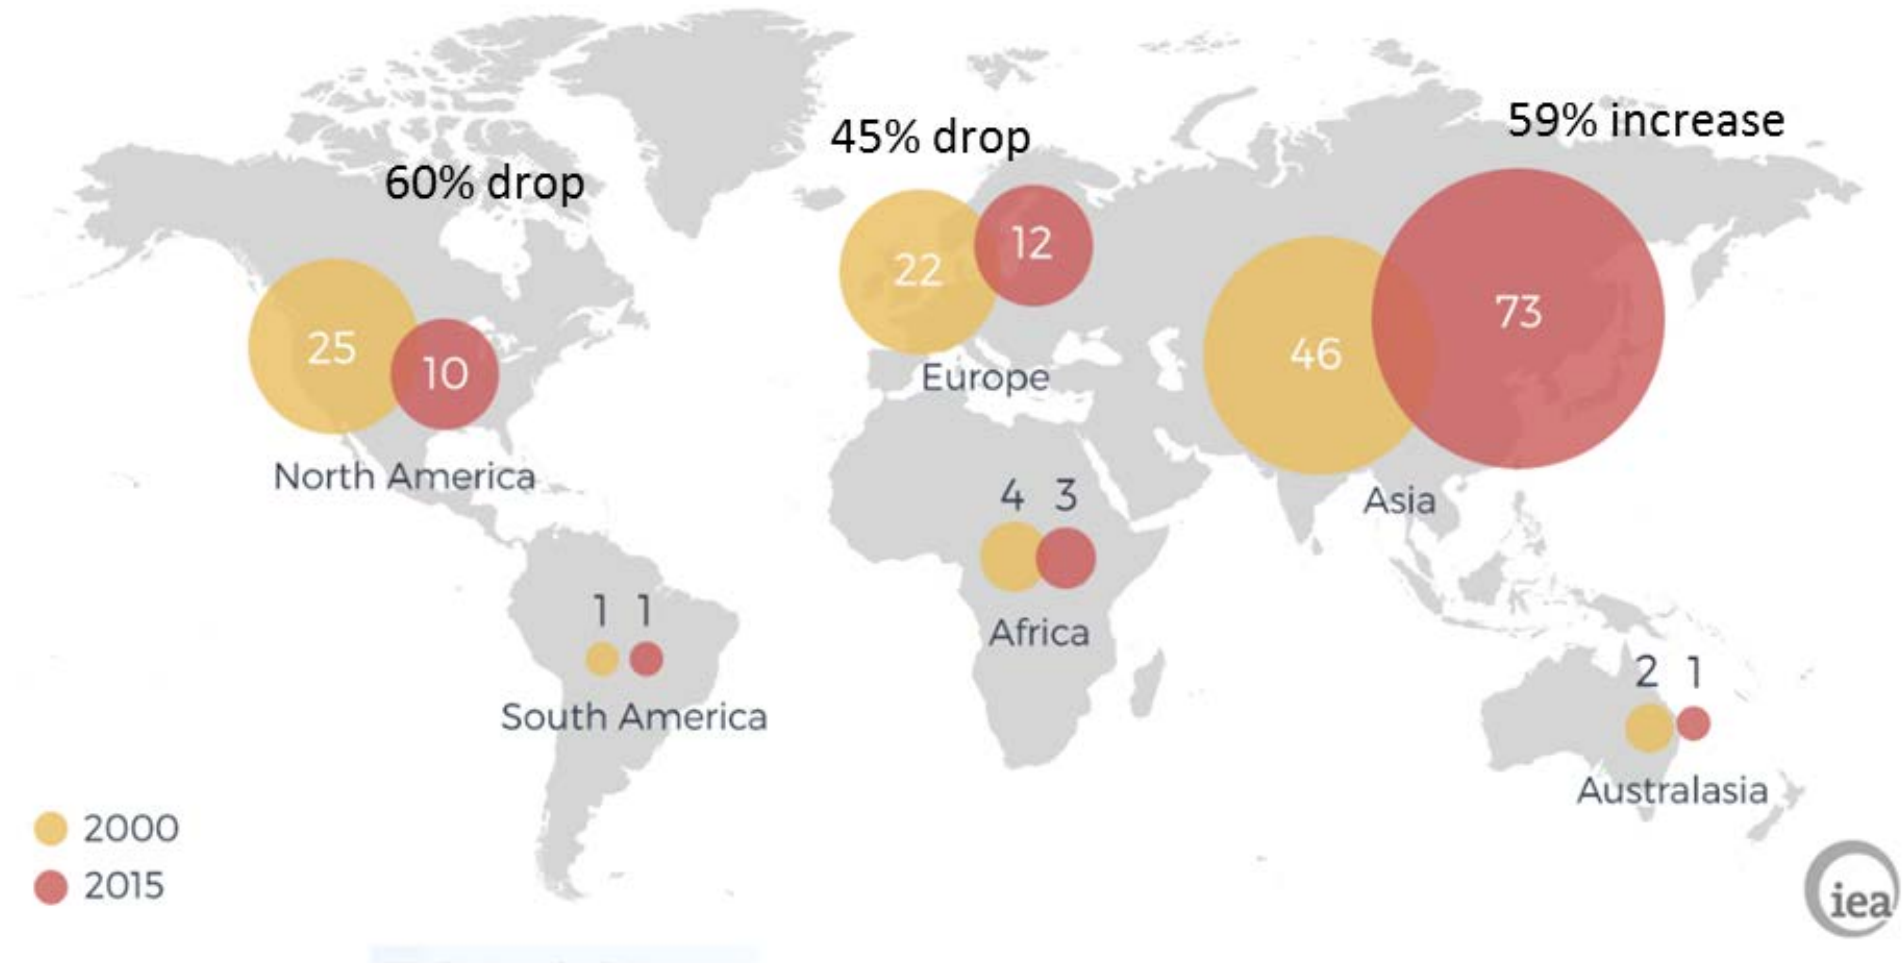 59% increase
45% drop
60% drop
22 12
25 10
46 73
Europe
North America
Asia
4 3
Africa
1 1
South America
2 1
Australasia
2000
2015
iea